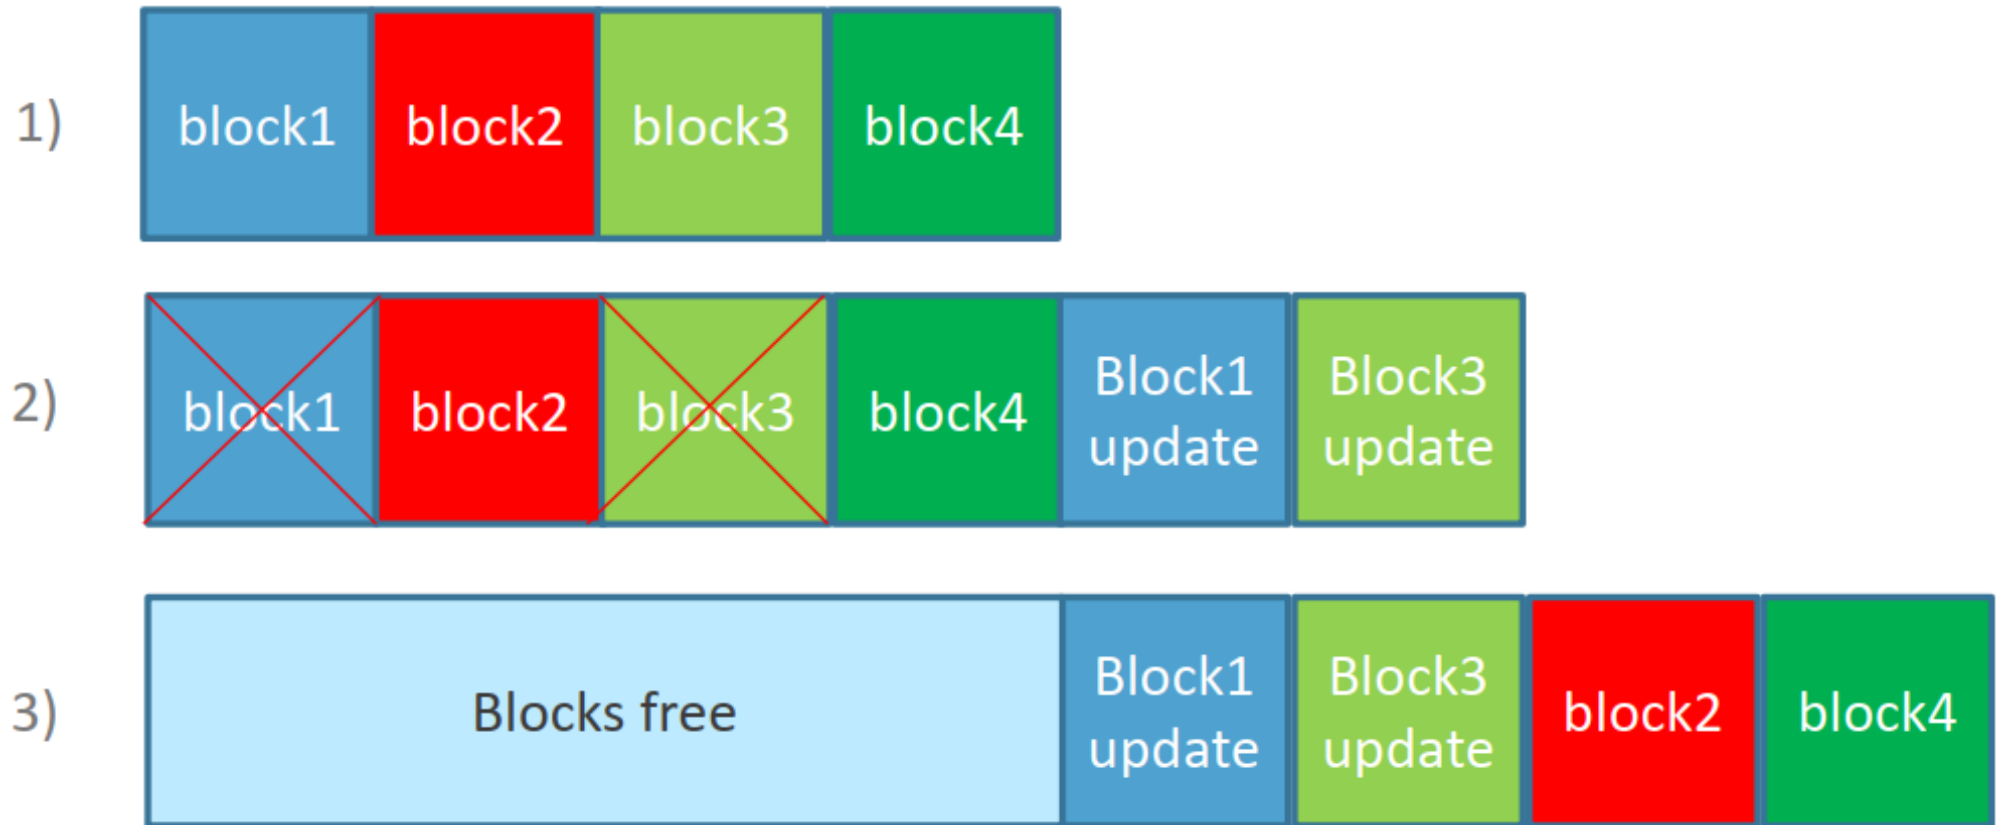 1)
block1 block2 block3 block4
2)
block1 block2 block3 block4 Block1 update Block3 update
3)
Blocks free Block1 update Block3 update block2 block4